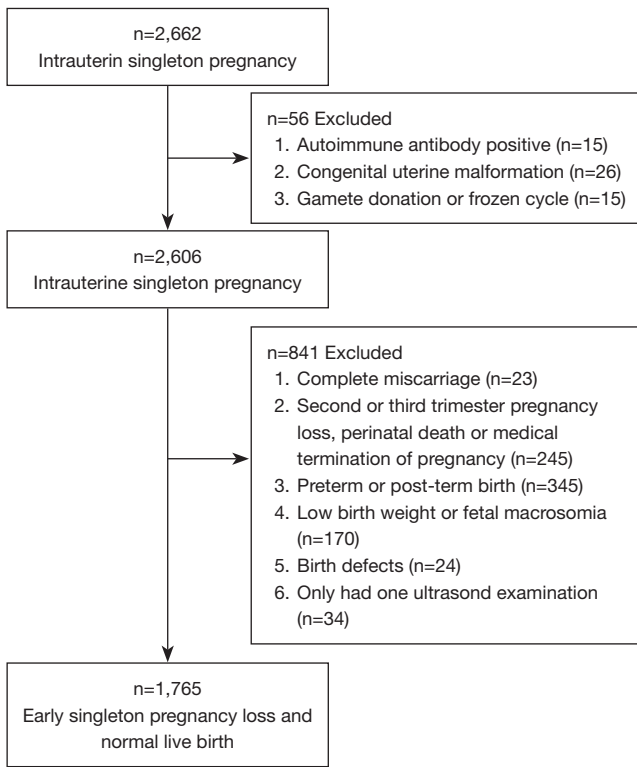 n=2,662
Intrauterin singleton pregnancy
n=56 Excluded
1. Autoimmune antibody positive (n=15)
2. Congenital uterine malformation (n=26)
3. Gamete donation or frozen cycle (n=15)
n=2,606
Intrauterine singleton pregnancy
n=841 Excluded
1. Complete miscarriage (n=23)
2. Second or third trimester pregnancy
loss, perinatal death or medical
termination of pregnancy (n=245)
3. Preterm or post-term birth (n=345)
4. Low birth weight or fetal macrosomia
(n=170)
5. Birth defects (n=24)
6. Only had one ultrasond examination
(n=34)
n=1,765
Early singleton pregnancy loss and
normal live birth